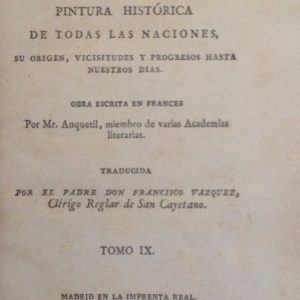 PINTURA HISTÓRICA
DE TODAS LAS NACIONES,
SU ORIGEN, VICISITUDES Y PROGRESOS HASTA
NUESTROS DIAS.
OBRA ESCRITA EN FRANCES
Por Mr. Anquetil, miembro de varias Academias
literarias.
TRADUCIDA
POR EL PADRE DON FRANCISCO VAZQUEZ,
Clérigo Reglar de San Cayetano.
TOMO IX.
MADRID EN LA IMPRENTA REAL.